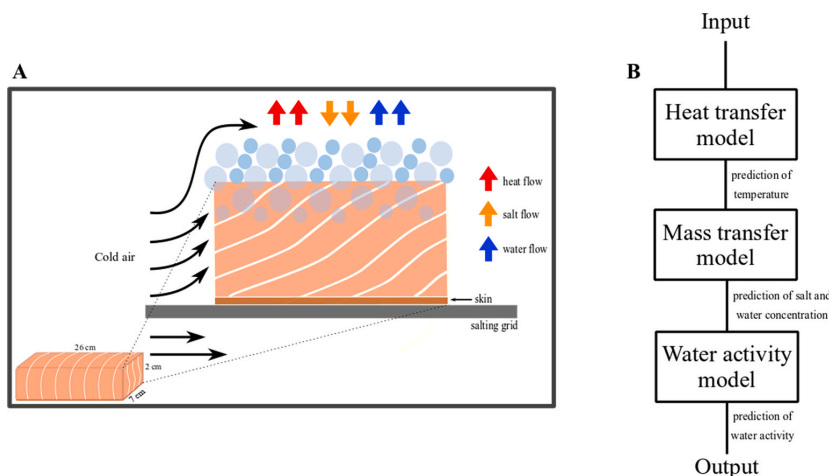 A
heat flow
salt flow
water flow
Cold air
skin
salting grid
26 cm
2 cm
7 cm
B
Input
Heat transfer
model
prediction of
temperature
Mass transfer
model
prediction of salt and
water concentration
Water activity
model
prediction of
water activity
Output